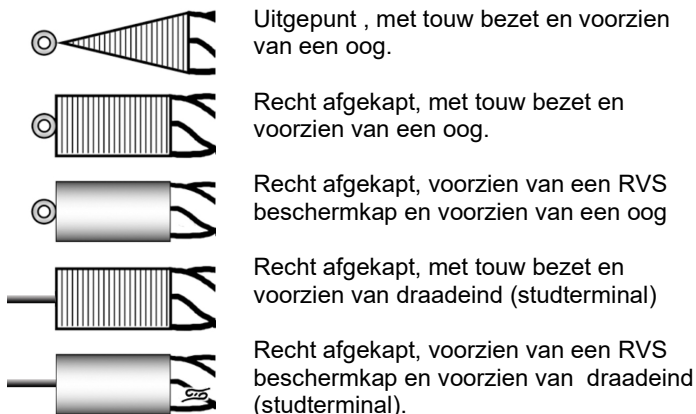 Uitgepunt , met touw bezet en voorzien
van een oog.
Recht afgekapt, met touw bezet en
voorzien van een oog.
Recht afgekapt, voorzien van een RVS
beschermkap en voorzien van een oog
Recht afgekapt, met touw bezet en
voorzien van draadeind (studterminal)
Recht afgekapt, voorzien van een RVS
beschermkap en voorzien van  draadeind
(studterminal).